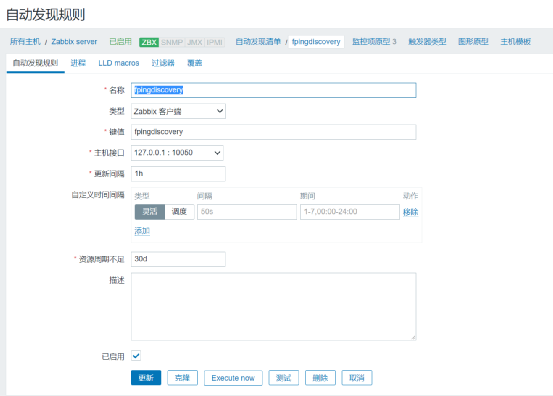 自动发现规则
所有主机 / Zabbix server 已启用 ZBX SNMP JMX IPMI 自动发现清单 / fpingdiscovery 监控项原型 3 触发器类型 图形原型 主机模板
自动发现规则 进程 LLD macros 过滤器 覆盖
* 名称 fpingdiscovery
类型 Zabbix 客户端
* 键值 fpingdiscovery
* 主机接口 127.0.0.1 : 10050
* 更新间隔 1h
自定义时间间隔 类型 间隔 期间 动作
灵活 调度 50s 1-7,00:00-24:00 移除
添加
* 资源周期不足 30d
描述
已启用
更新 克隆 Execute now 测试 删除 取消